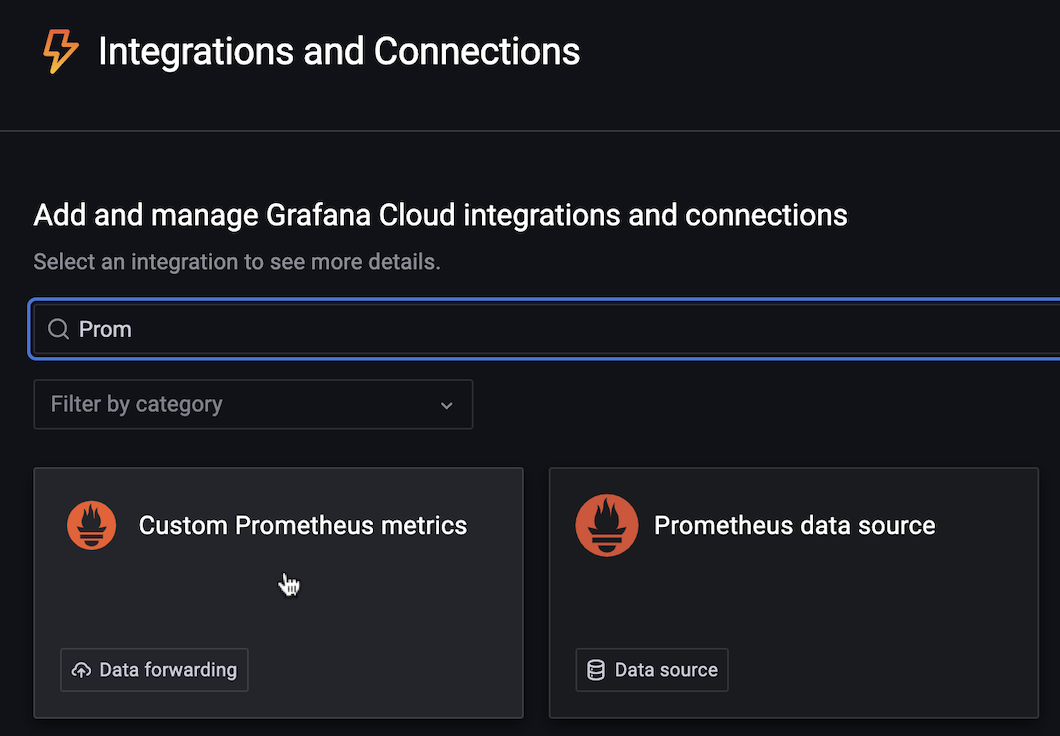 Integrations and Connections
Add and manage Grafana Cloud integrations and connections
Select an integration to see more details.
Prom
Filter by category
Custom Prometheus metrics
Data forwarding
Prometheus data source
Data source